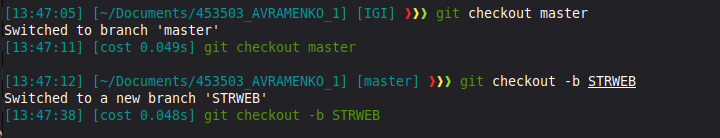 [13:47:05] [~/Documents/453503_AVRAMENKO_1] [IGI] ❯❯❯ git checkout master
Switched to branch 'master'
[13:47:11] [cost 0.049s] git checkout master
[13:47:12] [~/Documents/453503_AVRAMENKO_1] [master] ❯❯❯ git checkout -b STRWEB
Switched to a new branch 'STRWEB'
[13:47:38] [cost 0.048s] git checkout -b STRWEB